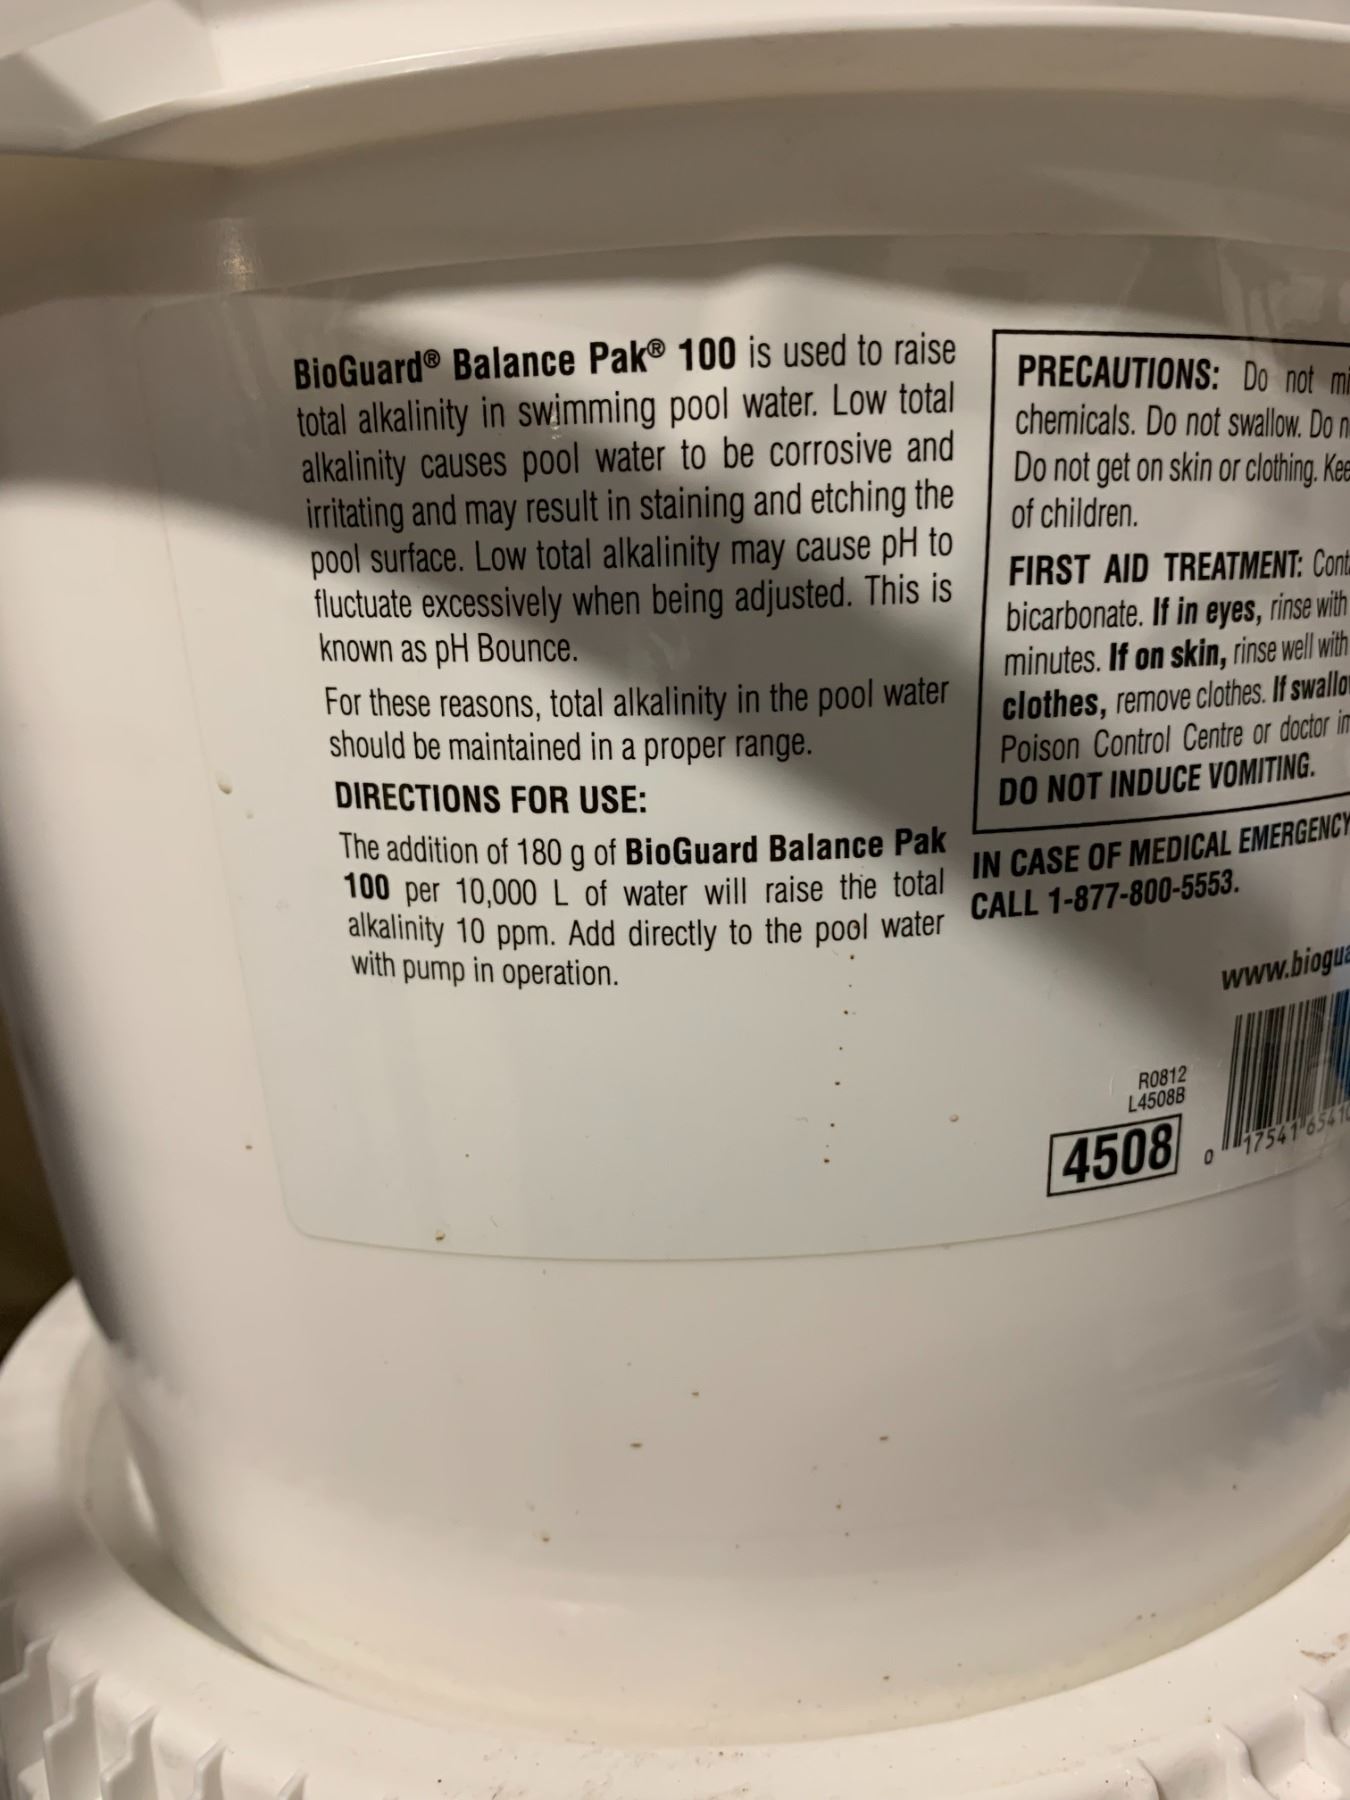 BioGuard® Balance Pak® 100 is used to raise
total alkalinity in swimming pool water. Low total
alkalinity causes pool water to be corrosive and
irritating and may result in staining and etching the
pool surface. Low total alkalinity may cause pH to
fluctuate excessively when being adjusted. This is
known as pH Bounce.
For these reasons, total alkalinity in the pool water
should be maintained in a proper range.
DIRECTIONS FOR USE:
The addition of 180 g of BioGuard Balance Pak
100 per 10,000 L of water will raise the total
alkalinity 10 ppm. Add directly to the pool water
with pump in operation.
PRECAUTIONS: Do not
chemicals. Do not swallow. Do
Do not get on skin or clothing.
of children.
FIRST AID TREATMENT:
bicarbonate. If in eyes, rinse with
minutes. If on skin, rinse well with
clothes, remove clothes. If
Poison Control Centre or doctor
DO NOT INDUCE VOMITING.
IN CASE OF MEDICAL EMERGENCY
CALL 1-877-800-5553.
R0812
L4508B
4508